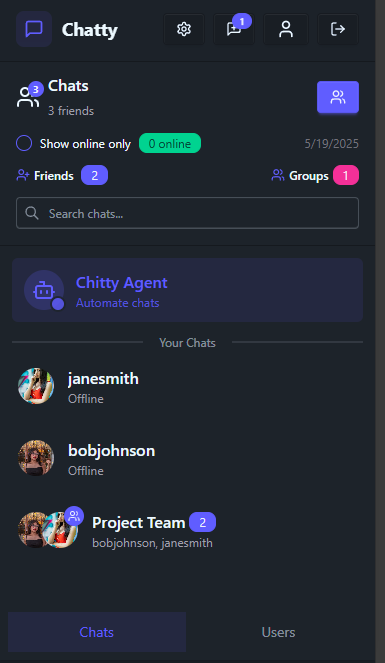 Chatty
1
3
Chats
3 friends
Show online only
0 online
5/19/2025
Friends
2
Groups
1
Search chats...
Chitty Agent
Automate chats
Your Chats
janesmith
Offline
bobjohnson
Offline
Project Team
2
bobjohnson, janesmith
Chats
Users